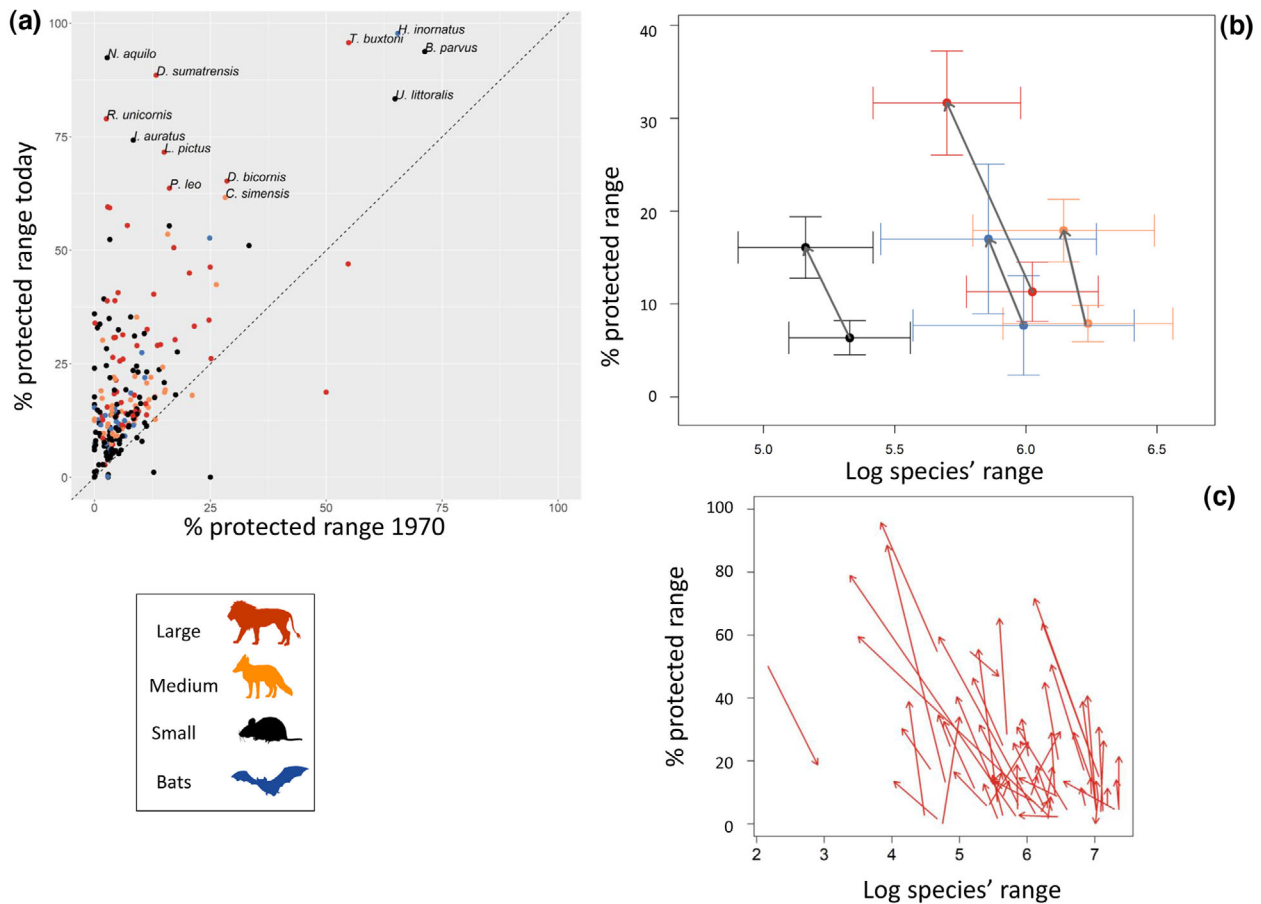 (a)
% protected range today
100
75
50
25
0
N. aquilo
D. sumatrensis
R. unicornis
I. auratus
L. pictus
P. leo
D. bicornis
C. simensis
T. buxtoni
H. inornatus
B. parvus
U. littoralis
0
25
50
75
100
% protected range 1970
(b)
% protected range
40
30
20
10
0
5.0
5.5
6.0
6.5
Log species’ range
(c)
% protected range
100
80
60
40
20
0
2
3
4
5
6
7
Log species’ range
Large
Medium
Small
Bats